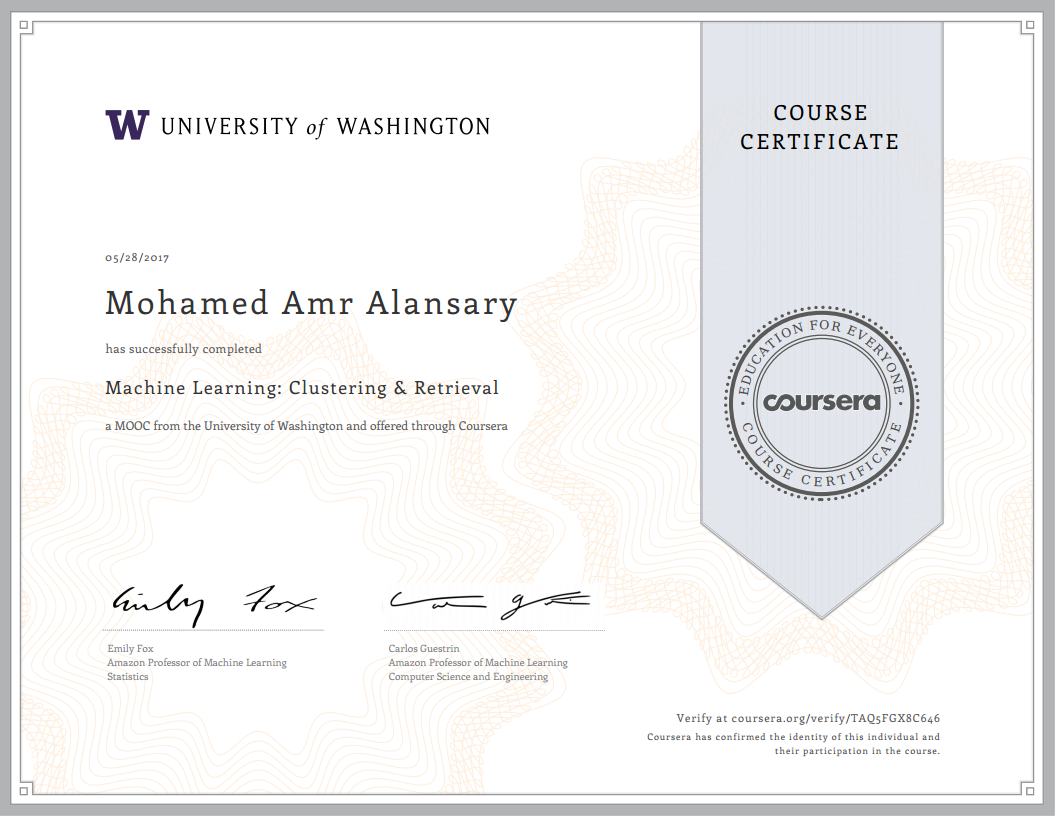 W UNIVERSITY of WASHINGTON
COURSE
CERTIFICATE
05/28/2017
Mohamed Amr Alansary
has successfully completed
Machine Learning: Clustering & Retrieval
a MOOC from the University of Washington and offered through Coursera
EDUCATION FOR EVERYONE
coursera
COURSE CERTIFICATE
Emily Fox
Emily Fox
Amazon Professor of Machine Learning
Statistics
Carlos Guestrin
Amazon Professor of Machine Learning
Computer Science and Engineering
Verify at coursera.org/verify/TAQ5FGX8C646
Coursera has confirmed the identity of this individual and
their participation in the course.